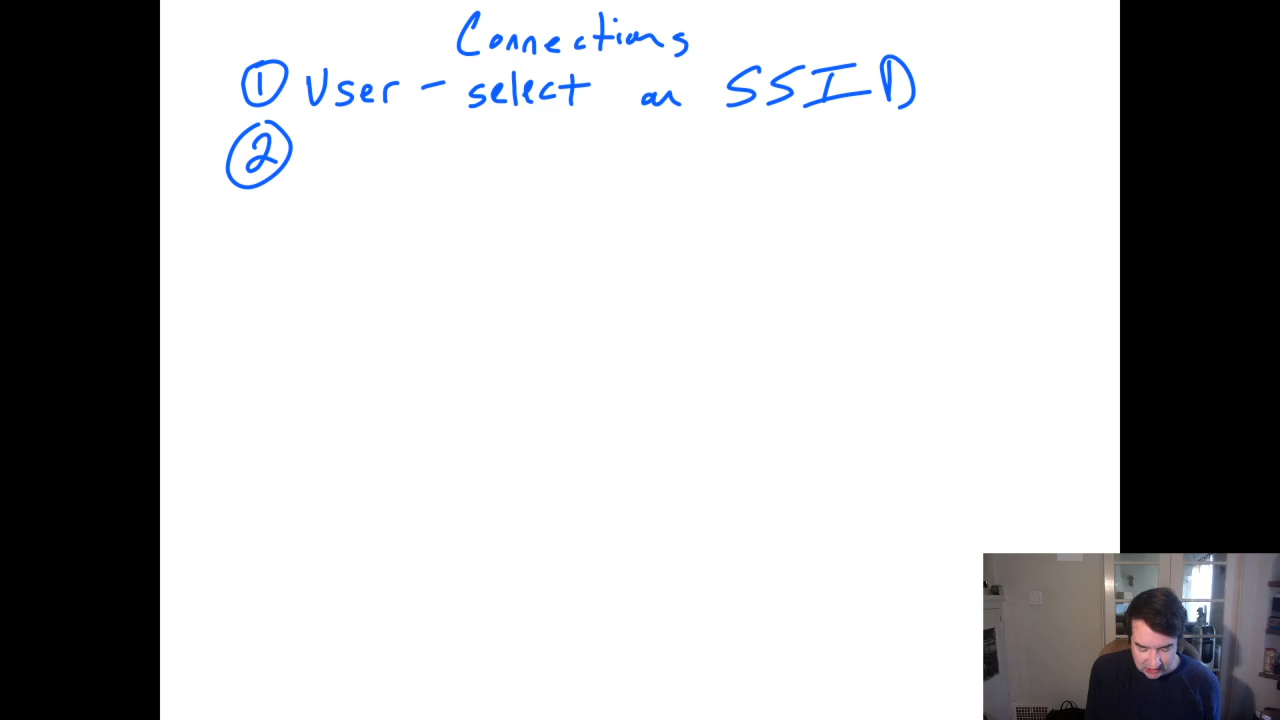 Connections
① User - select an SSID
②